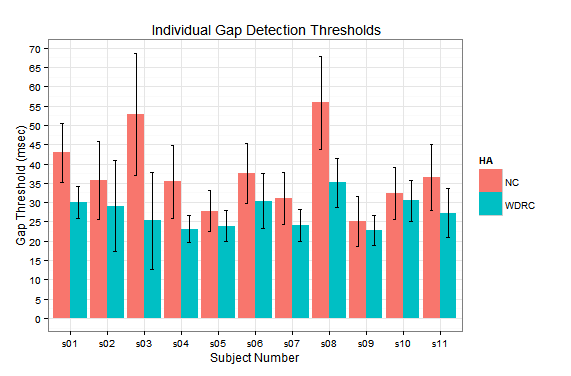 Individual Gap Detection Thresholds
Gap Threshold (msec)
70
65
60
55
50
45
40
35
30
25
20
15
10
5
0
s01 s02 s03 s04 s05 s06 s07 s08 s09 s10 s11
Subject Number
HA
NC
WDRC